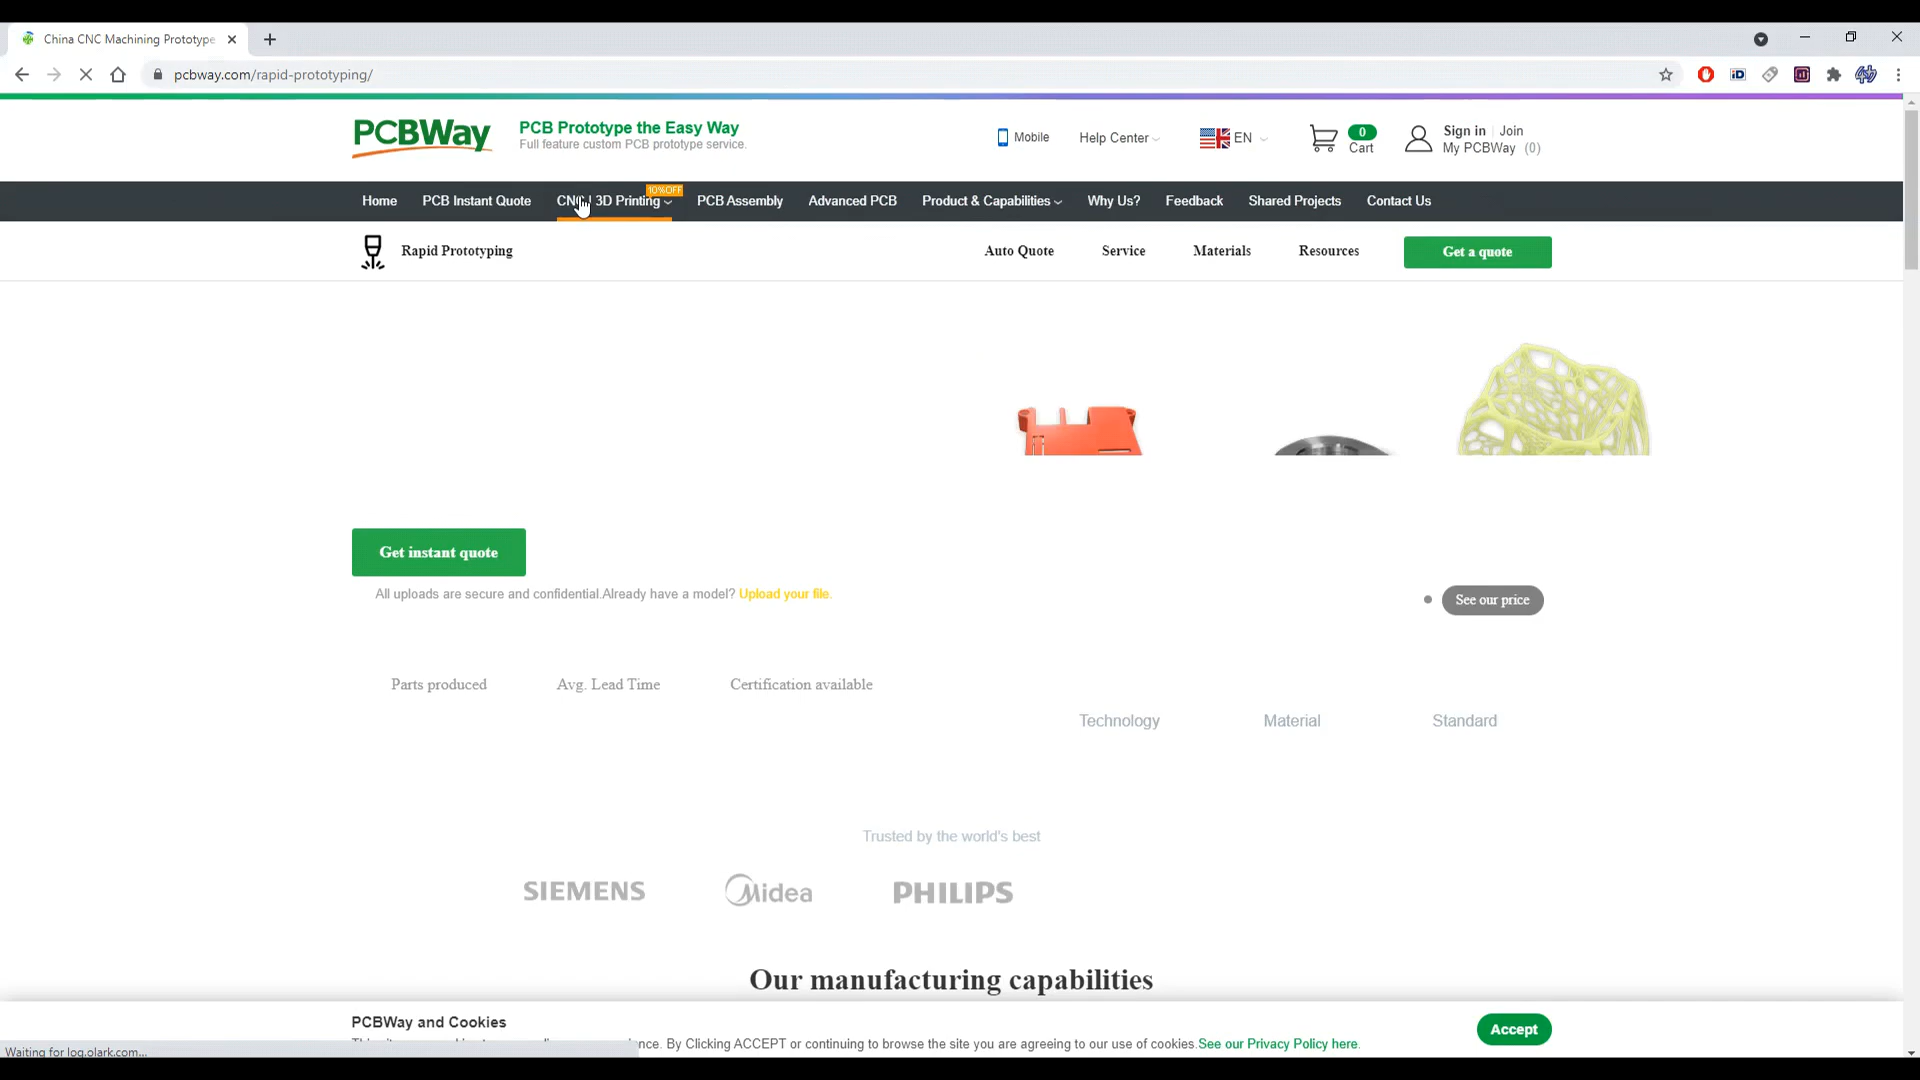 China CNC Machining Prototype
pcbway.com/rapid-prototyping/
PCBWay
PCB Prototype the Easy Way
Full feature custom PCB prototype service.
Mobile
Help Center
EN
0
Cart
Sign in
Join
My PCBWay (0)
10%OFF
Home
PCB Instant Quote
3D Printing
PCB Assembly
Advanced PCB
Product & Capabilities
Why Us?
Feedback
Shared Projects
Contact Us
Rapid Prototyping
Auto Quote
Service
Materials
Resources
Get a quote
Get instant quote
All uploads are secure and confidential.Already have a model? Upload your file.
See our price
Parts produced
Avg. Lead Time
Certification available
Technology
Material
Standard
Trusted by the world's best
SIEMENS
Midea
PHILIPS
Our manufacturing capabilities
PCBWay and Cookies
By Clicking ACCEPT or continuing to browse the site you are agreeing to our use of cookies.See our Privacy Policy here.
Accept
Waiting for log.olark.com...